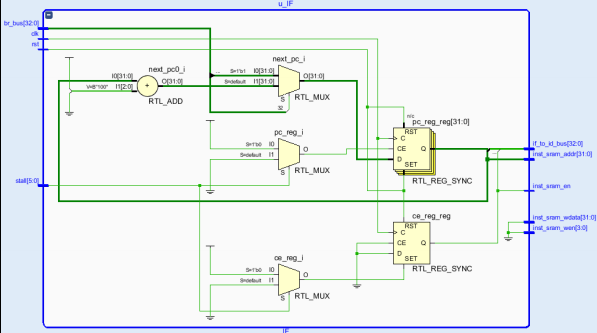 u_IF
br_bus[32:0]
clk
rst
stall[5:0]
next_pc0_i
I0[31:0]
V=B"100" I1[2:0]
O[31:0]
+
RTL_ADD
next_pc_i
S=1'b1 I0[31:0]
S=default I1[31:0]
O[31:0]
S
RTL_MUX
32
pc_reg_i
S=1'b0 I0
S=default I1
O
S
RTL_MUX
n/c
pc_reg_reg[31:0]
RST
C
CE Q
D
SET
RTL_REG_SYNC
ce_reg_i
S=1'b0 I0
S=default I1
O
S
RTL_MUX
ce_reg_reg
RST
C
CE Q
D
SET
RTL_REG_SYNC
if_to_id_bus[32:0]
inst_sram_addr[31:0]
inst_sram_en
inst_sram_wdata[31:0]
inst_sram_wen[3:0]
IF